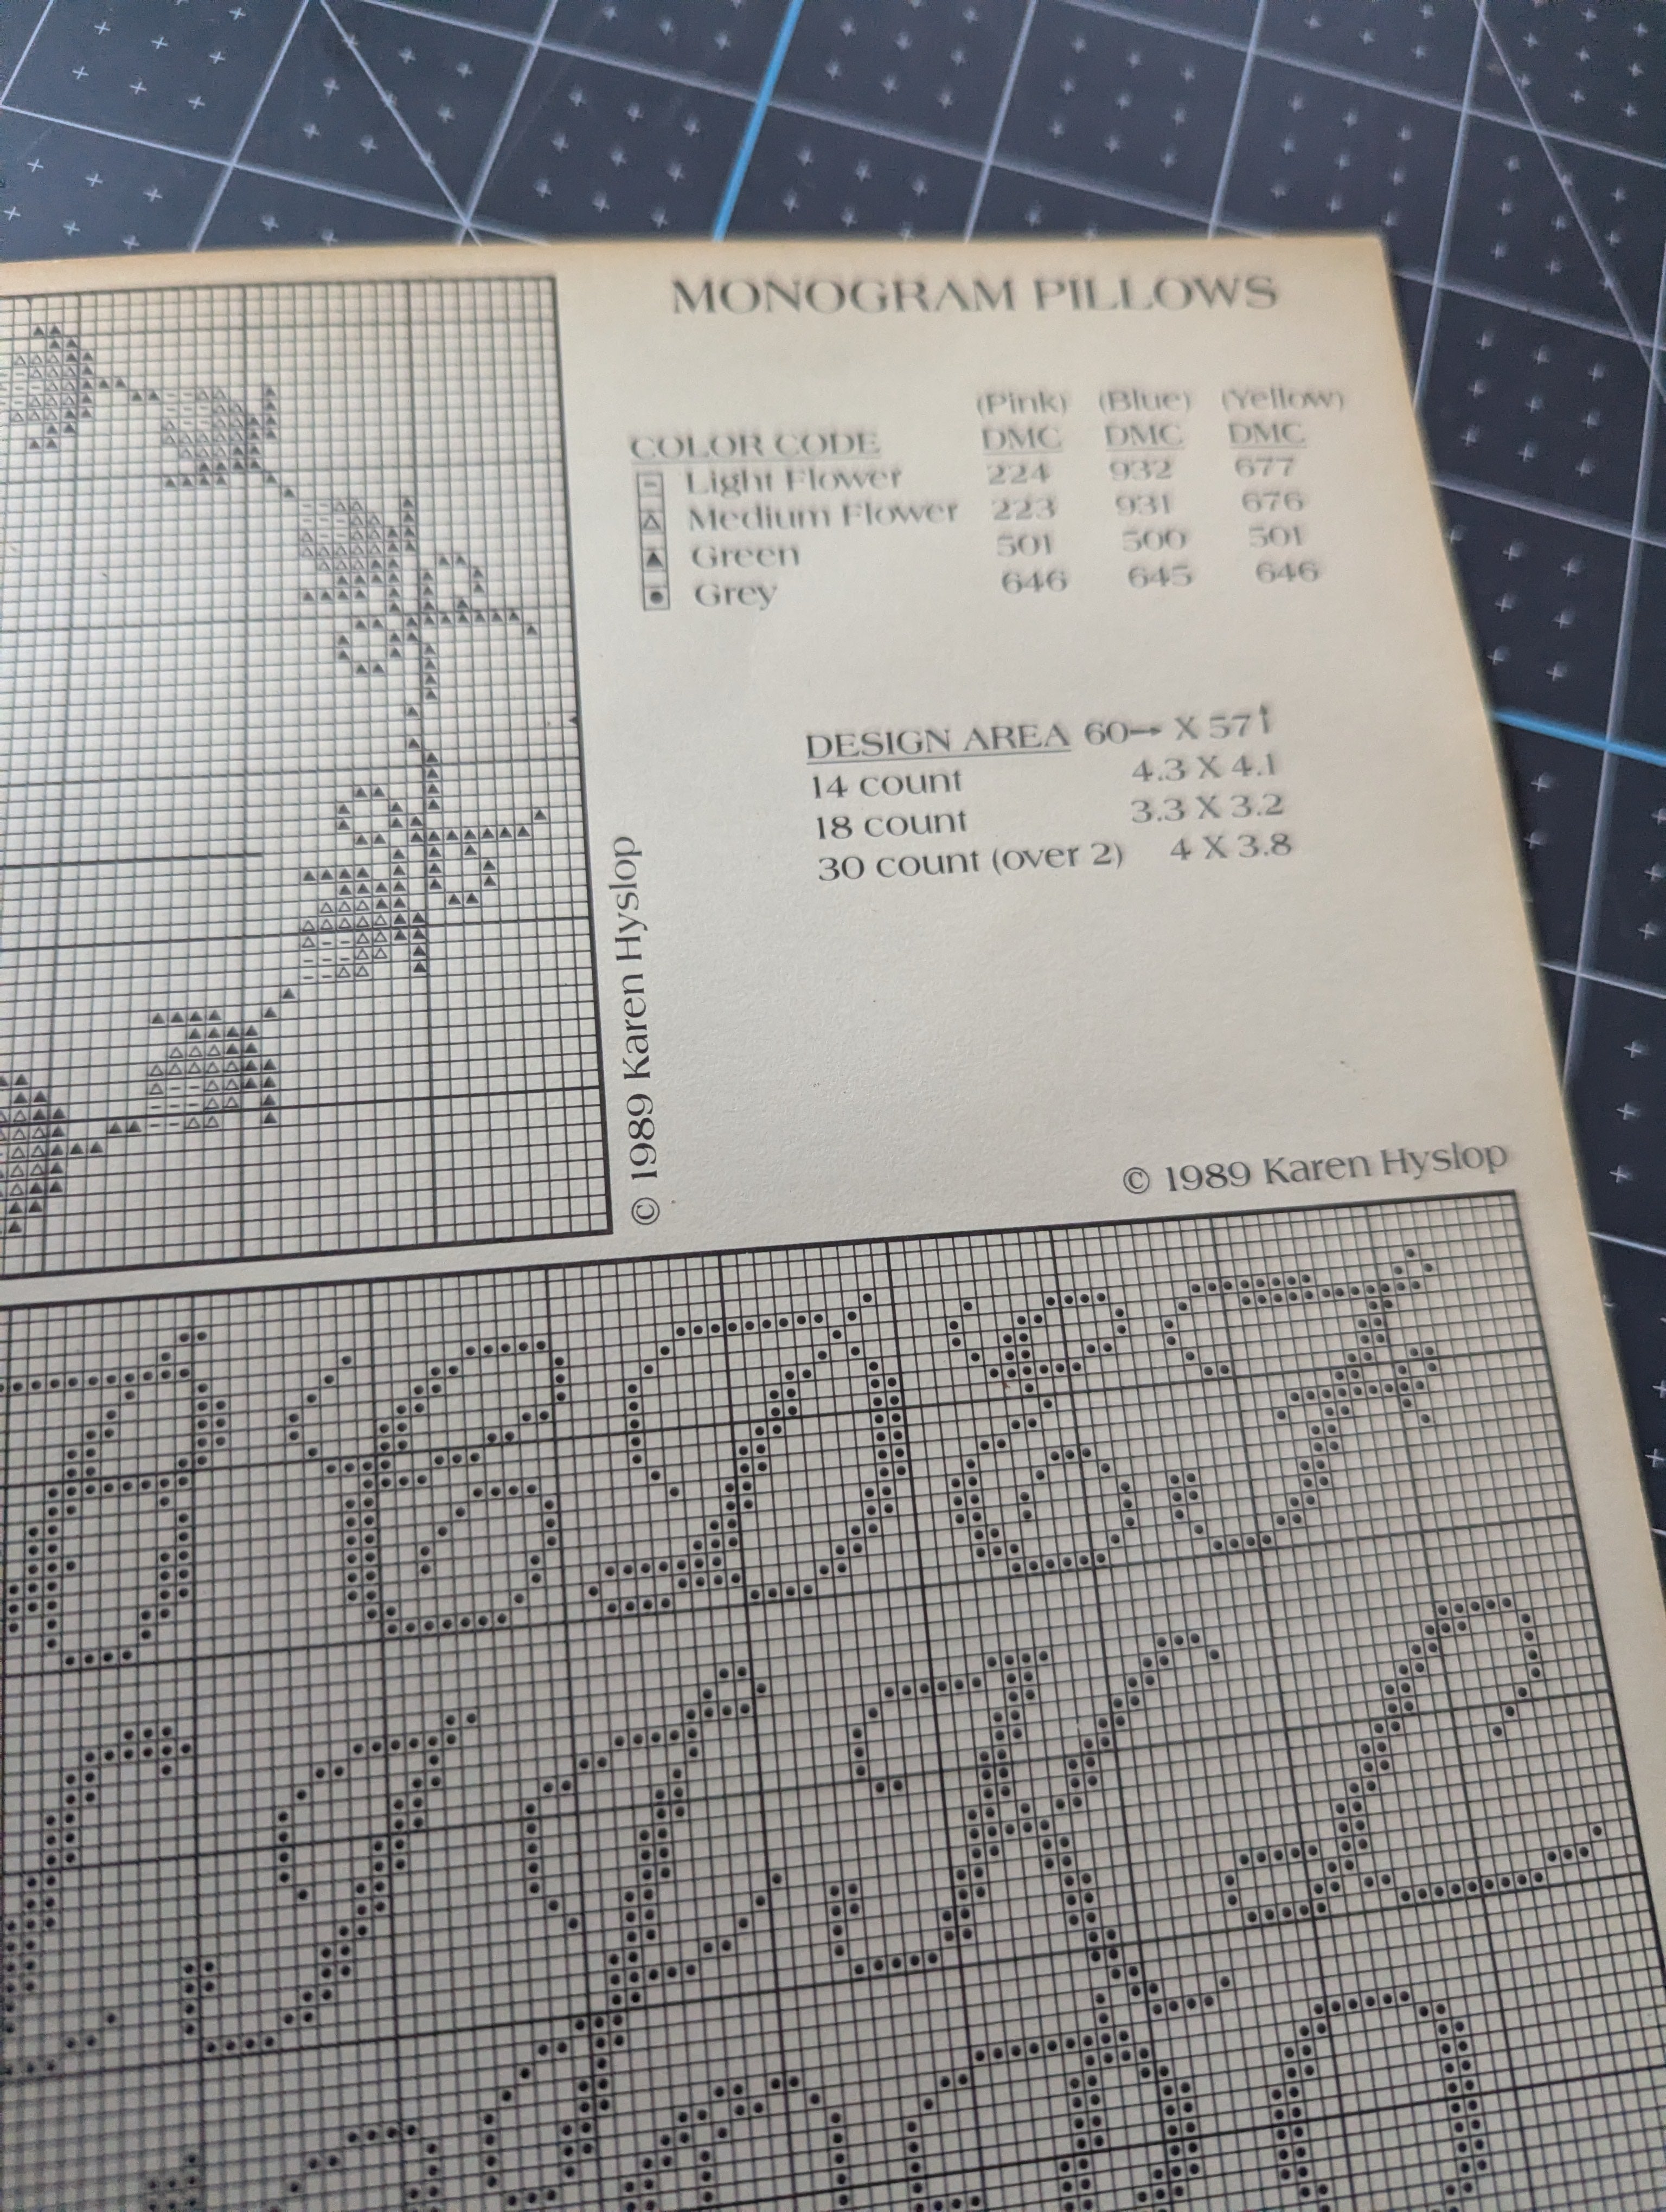 MONOGRAM PILLOWS
(Pink) (Blue) (Yellow)
COLOR CODE DMC DMC DMC
Light Flower 224 932 677
Medium Flower 223 931 676
Green 501 500 501
Grey 646 645 646
DESIGN AREA 60→ X 57↑
14 count 4.3 X 4.1
18 count 3.3 X 3.2
30 count (over 2) 4 X 3.8
© 1989 Karen Hyslop
© 1989 Karen Hyslop